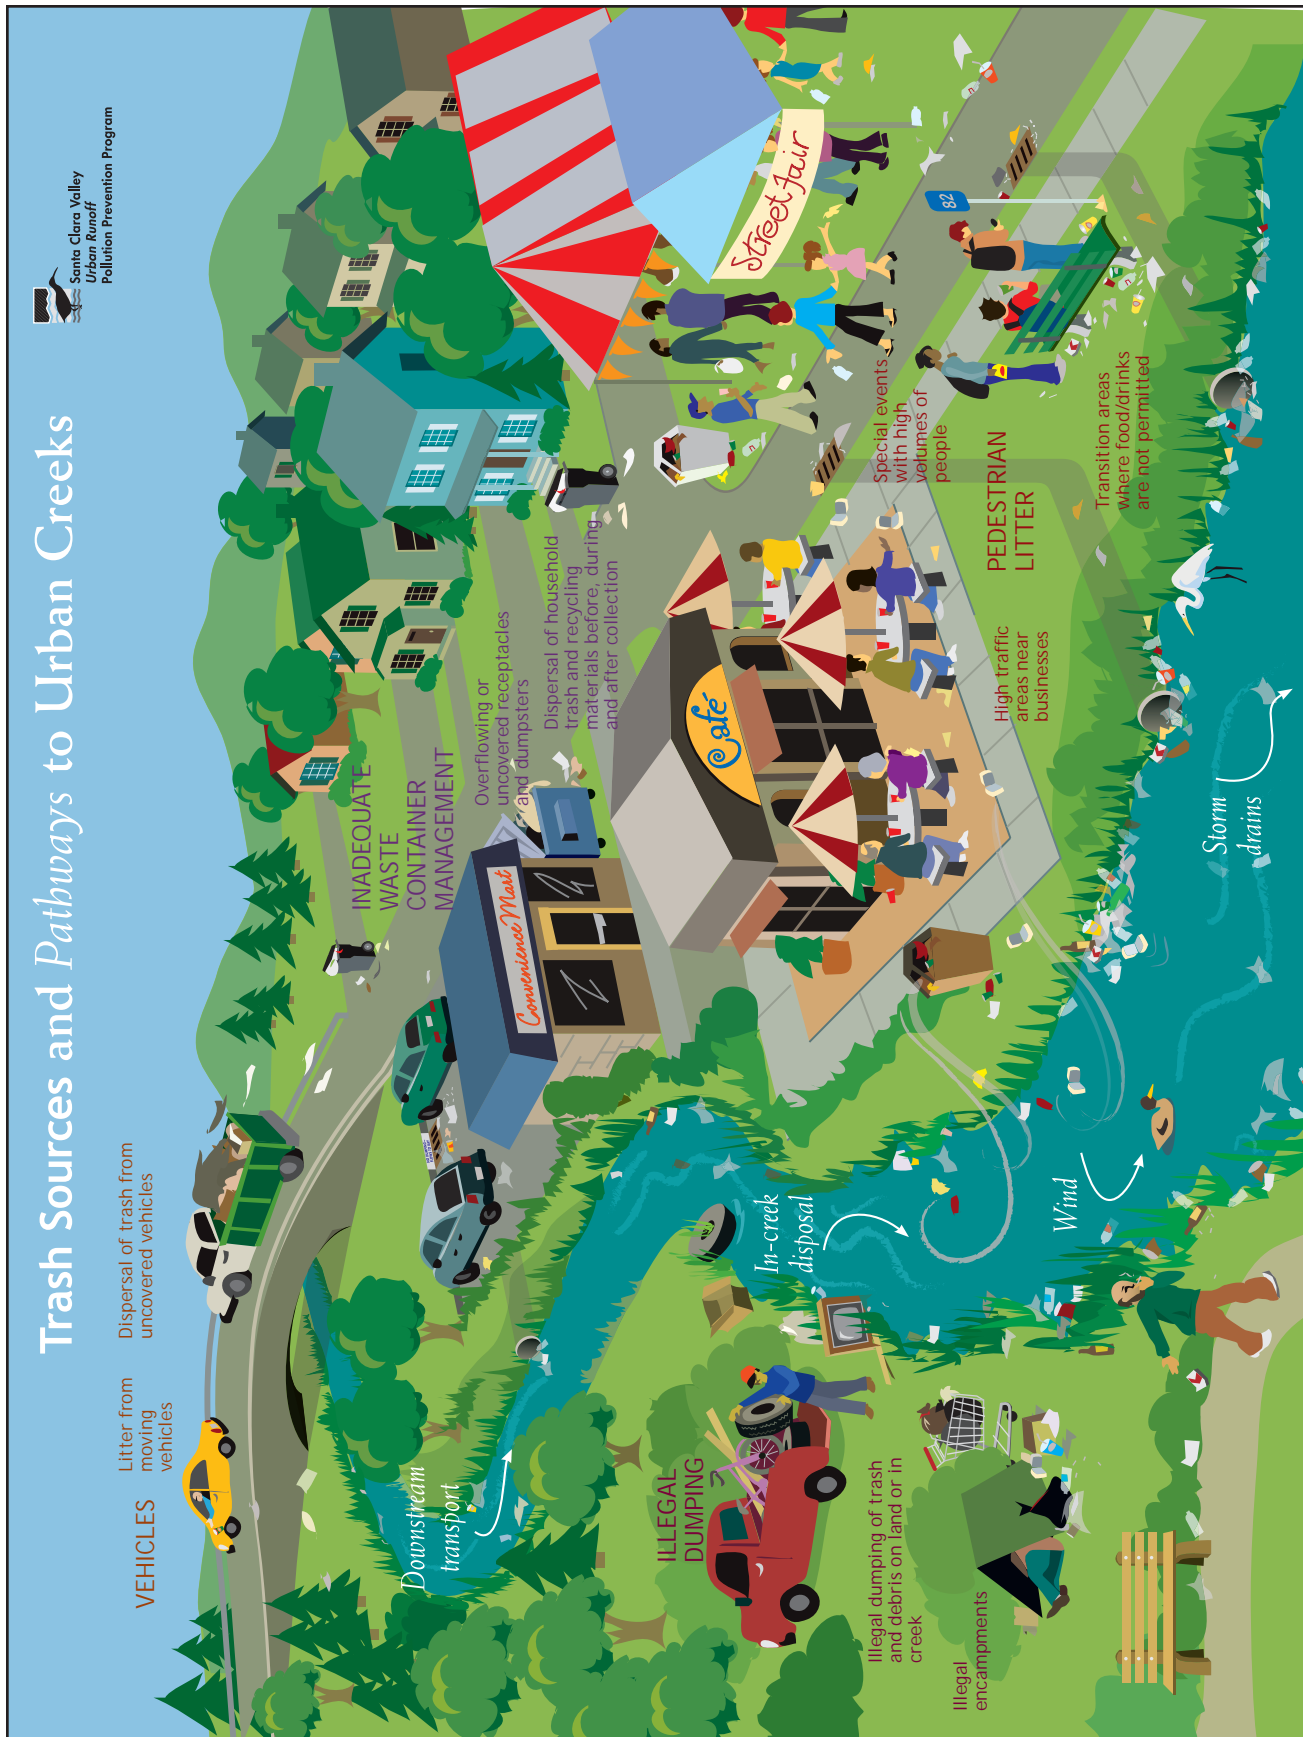 Trash Sources and Pathways to Urban Creeks
Santa Clara Valley
Urban Runoff
Pollution Prevention Program
VEHICLES
Litter from
moving
vehicles
Dispersal of trash from
uncovered vehicles
INADEQUATE
WASTE
CONTAINER
MANAGEMENT
Overflowing or
uncovered receptacles
and dumpsters
Dispersal of household
trash and recycling
materials before, during
and after collection
Convenience Mart
Café
Street Fair
82
Special events
with high
volumes of
people
PEDESTRIAN
LITTER
High traffic
areas near
businesses
Transition areas
where food/drinks
are not permitted
Downstream
transport
ILLEGAL
DUMPING
Illegal dumping of trash
and debris on land or in
creek
Illegal
encampments
In-creek
disposal
Wind
Storm
drains